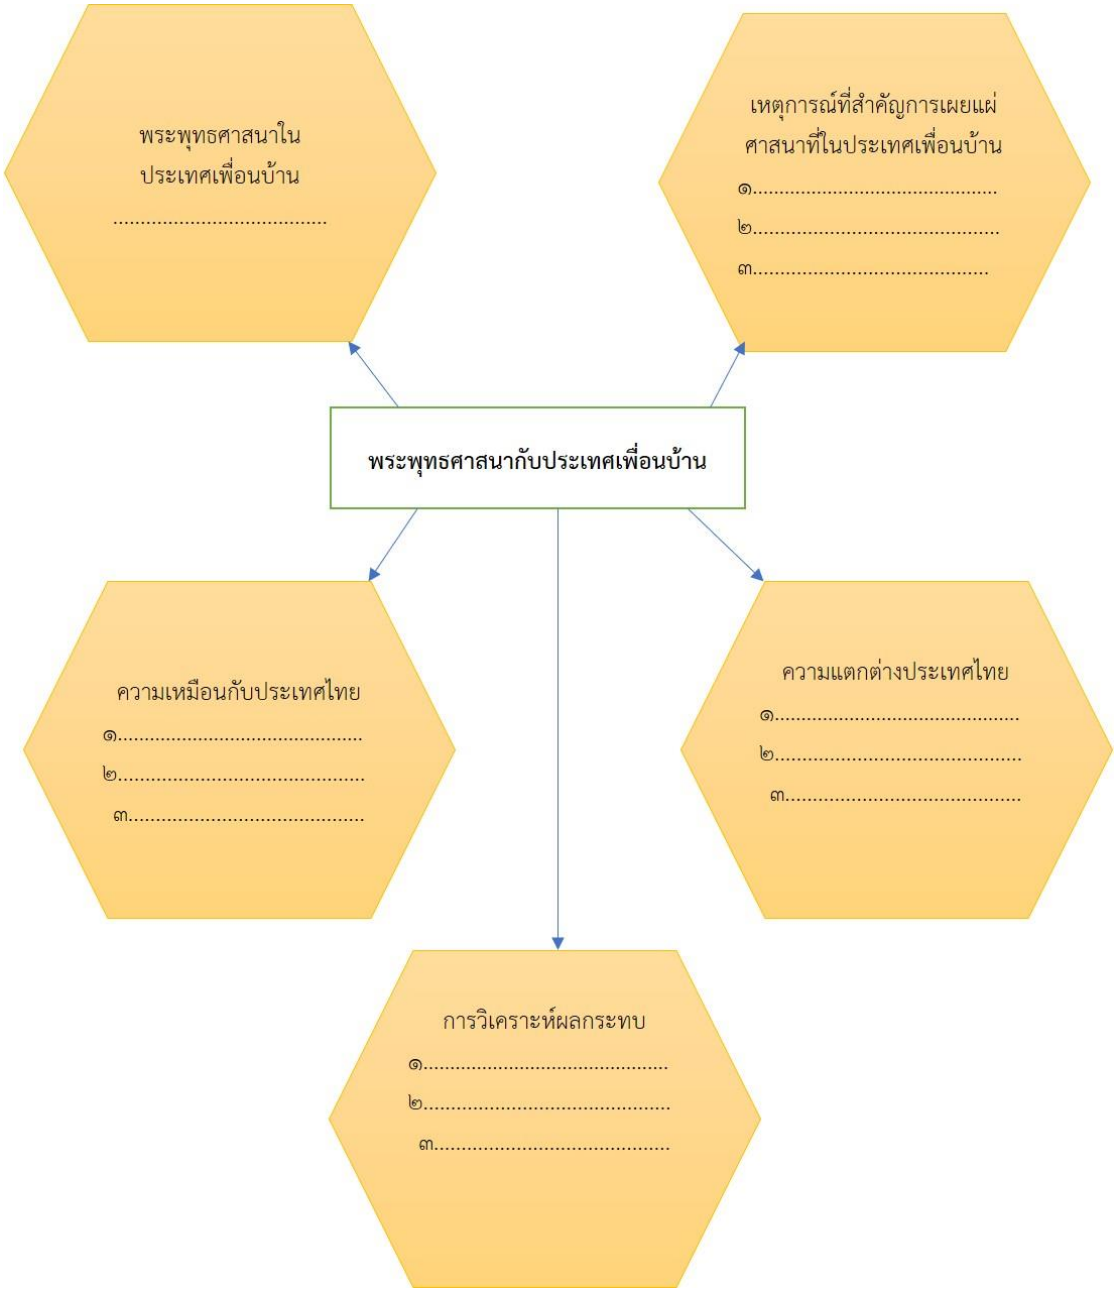 พระพุทธศาสนาใน
ประเทศเพื่อนบ้าน
.......................................
เหตุการณ์ที่สำคัญการเผยแผ่
ศาสนาที่ในประเทศเพื่อนบ้าน
๑.............................................
๒.............................................
๓...........................................
พระพุทธศาสนากับประเทศเพื่อนบ้าน
ความเหมือนกับประเทศไทย
๑.............................................
๒.............................................
๓...........................................
ความแตกต่างประเทศไทย
๑.............................................
๒.............................................
๓...........................................
การวิเคราะห์ผลกระทบ
๑.............................................
๒.............................................
๓...........................................